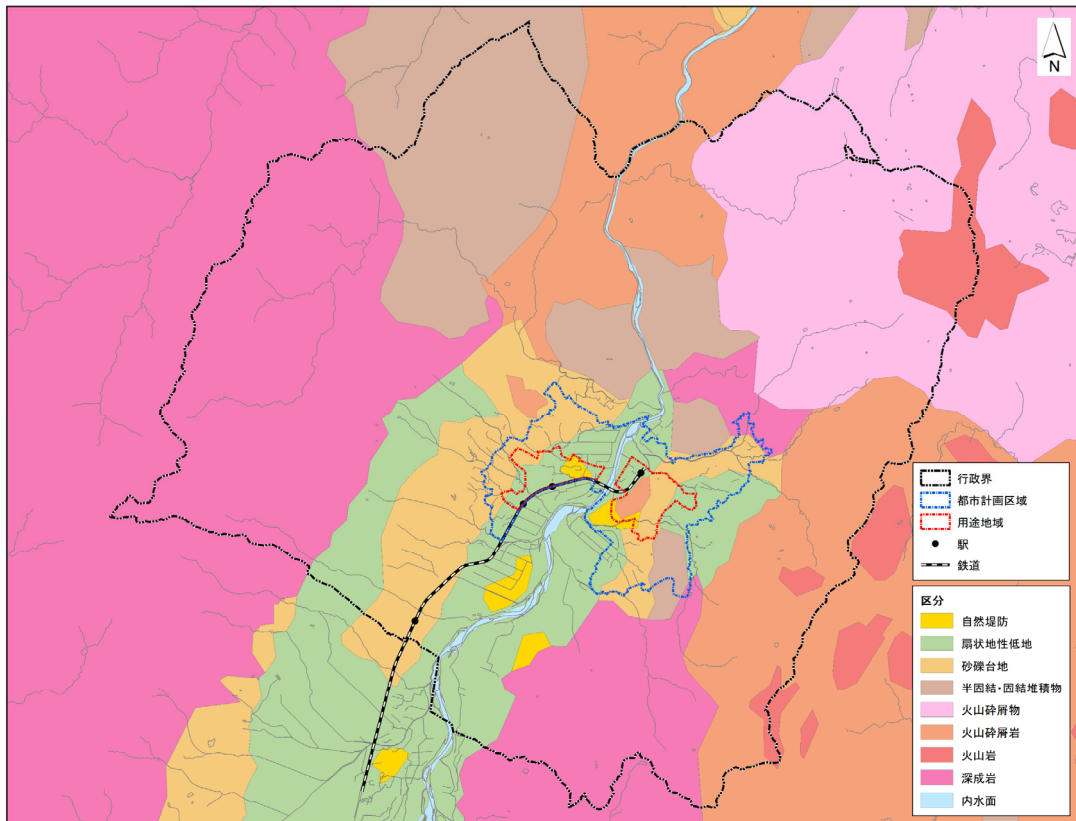 N
行政界
都市計画区域
用途地域
駅
鉄道
区分
自然堤防
扇状地性低地
砂礫台地
半固結・固結堆積物
火山砕屑物
火山砕屑岩
火山岩
深成岩
内水面